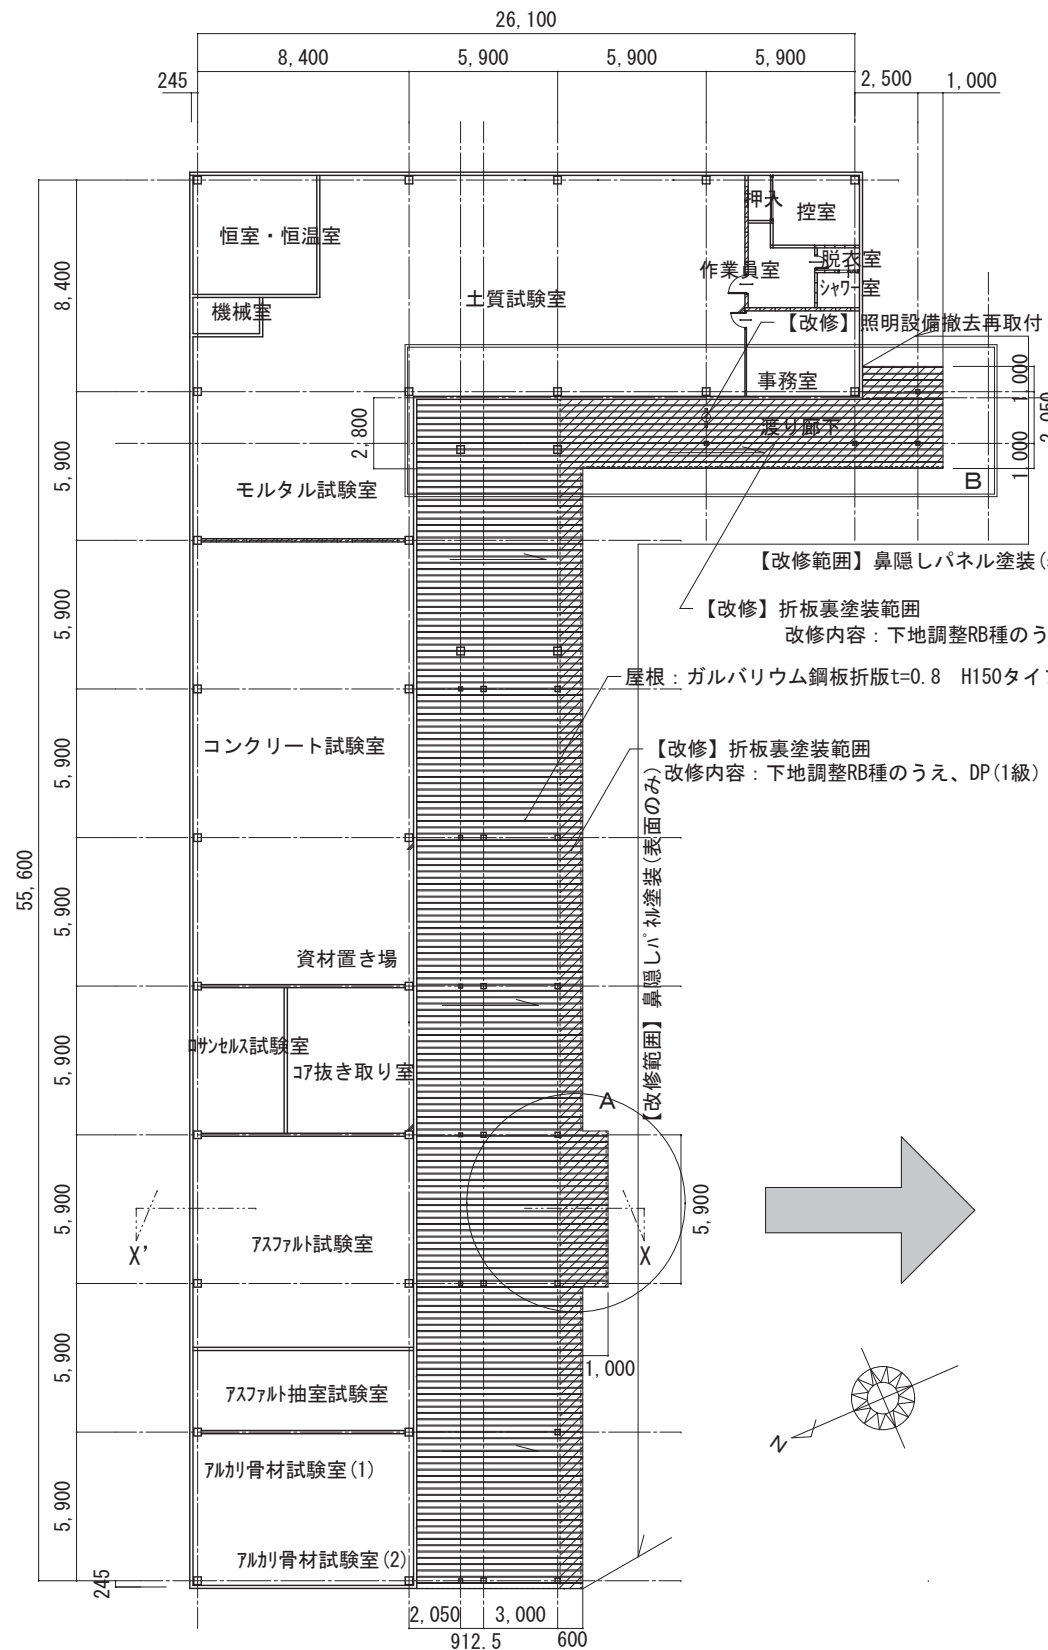 26,100
8,400
5,900
5,900
5,900
245
2,500
1,000
押入
控室
恒室・恒温室
作業員室
脱衣室
8,400
土質試験室
シャワー室
機械室
【改修】照明設備撤去再取付
事務室
1,000
2,800
渡り廊下
1,000
5,900
モルタル試験室
B
【改修範囲】鼻隠しパネル塗装(
【改修】折板裏塗装範囲
改修内容：下地調整RB種のう
5,900
屋根：ガルバリウム鋼板折版t=0.8 H150タイ
コンクリート試験室
【改修】折板裏塗装範囲
改修内容：下地調整RB種のうえ、DP(1級)
5,900
【改修範囲】鼻隠しパネル塗装(表面のみ)
55,600
5,900
資材置き場
ロサンゼルス試験室
コア抜き取り室
5,900
A
5,900
5,900
X'
アスファルト試験室
X
5,900
1,000
アスファルト抽室試験室
N
アルカリ骨材試験室(1)
5,900
アルカリ骨材試験室(2)
245
2,050
3,000
912.5
600